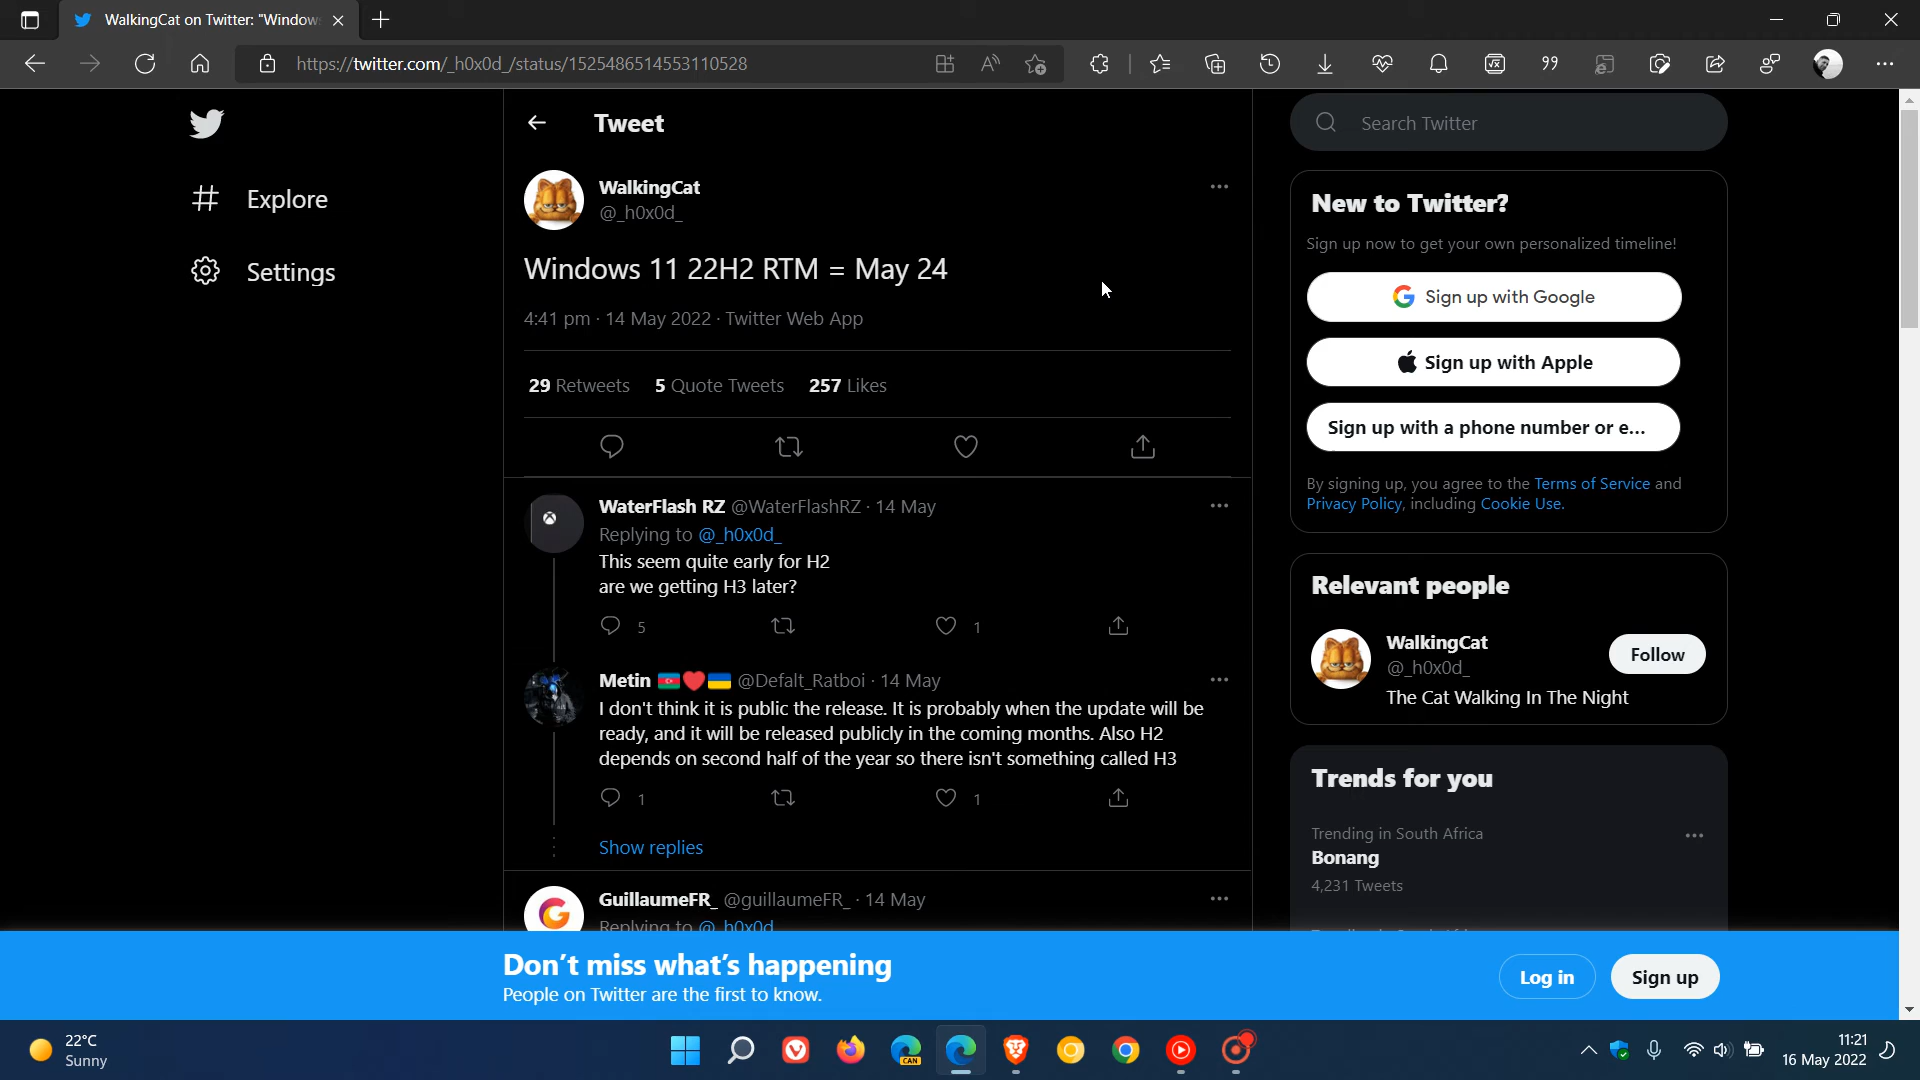 WalkingCat on Twitter: "Window
https://twitter.com/_h0x0d_/status/1525486514553110528
Explore
Settings
Tweet
WalkingCat
@_h0x0d_
Windows 11 22H2 RTM = May 24
4:41 pm · 14 May 2022 · Twitter Web App
29 Retweets 5 Quote Tweets 257 Likes
WaterFlash RZ @WaterFlashRZ · 14 May
Replying to @_h0x0d_
This seem quite early for H2
are we getting H3 later?
5 1
Metin 🇦🇿❤️🇺🇦 @Defalt_Ratboi · 14 May
I don't think it is public the release. It is probably when the update will be
ready, and it will be released publicly in the coming months. Also H2
depends on second half of the year so there isn't something called H3
1 1
Show replies
GuillaumeFR_ @guillaumeFR_ · 14 May
Replying to @_h0x0d_
Search Twitter
New to Twitter?
Sign up now to get your own personalized timeline!
Sign up with Google
Sign up with Apple
Sign up with a phone number or e...
By signing up, you agree to the Terms of Service and
Privacy Policy, including Cookie Use.
Relevant people
WalkingCat
@_h0x0d_
Follow
The Cat Walking In The Night
Trends for you
Trending in South Africa
Bonang
4,231 Tweets
Don't miss what's happening
People on Twitter are the first to know.
Log in
Sign up
22°C
Sunny
CAN
11:21
16 May 2022